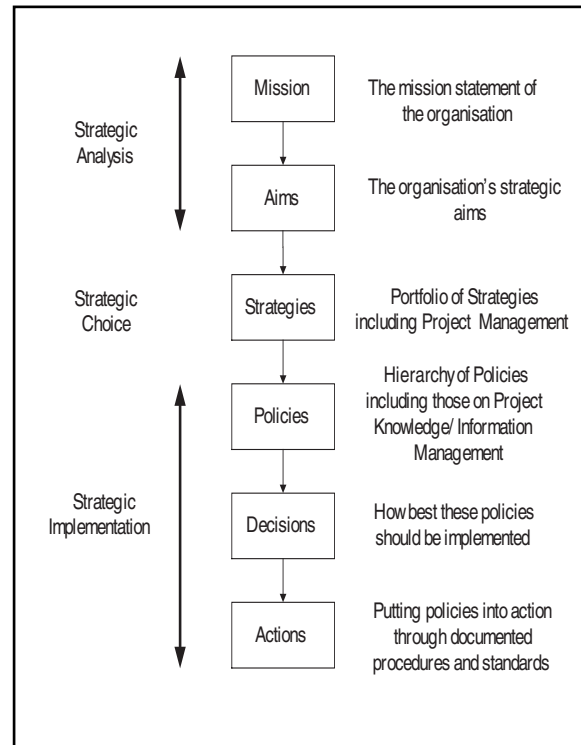 Mission
The mission statement of
the organisation
Strategic
Analysis
Aims
The organisation's strategic
aims
Strategic
Choice
Strategies
Portfolio of Strategies
including Project Management
Policies
Hierarchy of Policies
including those on Project
Knowledge/ Information
Management
Strategic
Implementation
Decisions
How best these policies
should be implemented
Actions
Putting policies into action
through documented
procedures and standards